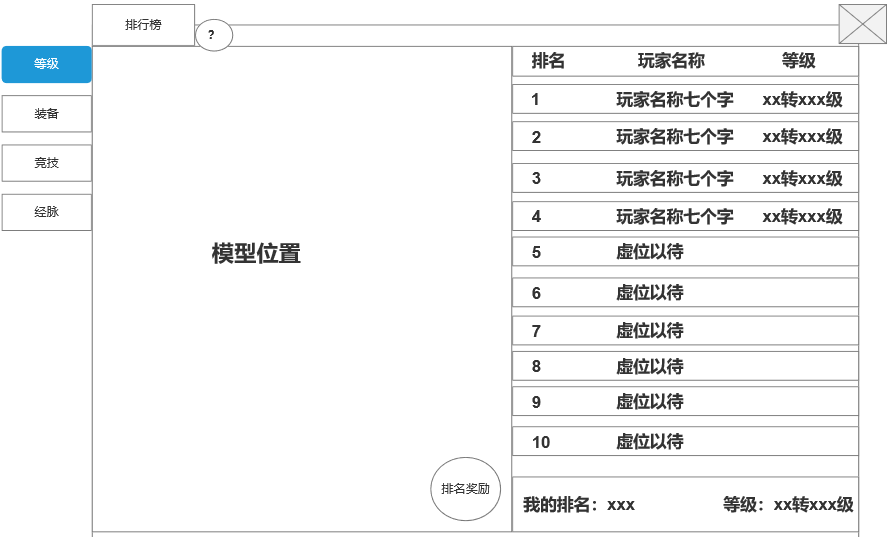 排行榜
?
等级
装备
竞技
经脉
模型位置
排名奖励
排名 玩家名称 等级
1 玩家名称七个字 xx转xxx级
2 玩家名称七个字 xx转xxx级
3 玩家名称七个字 xx转xxx级
4 玩家名称七个字 xx转xxx级
5 虚位以待
6 虚位以待
7 虚位以待
8 虚位以待
9 虚位以待
10 虚位以待
我的排名：xxx 等级：xx转xxx级